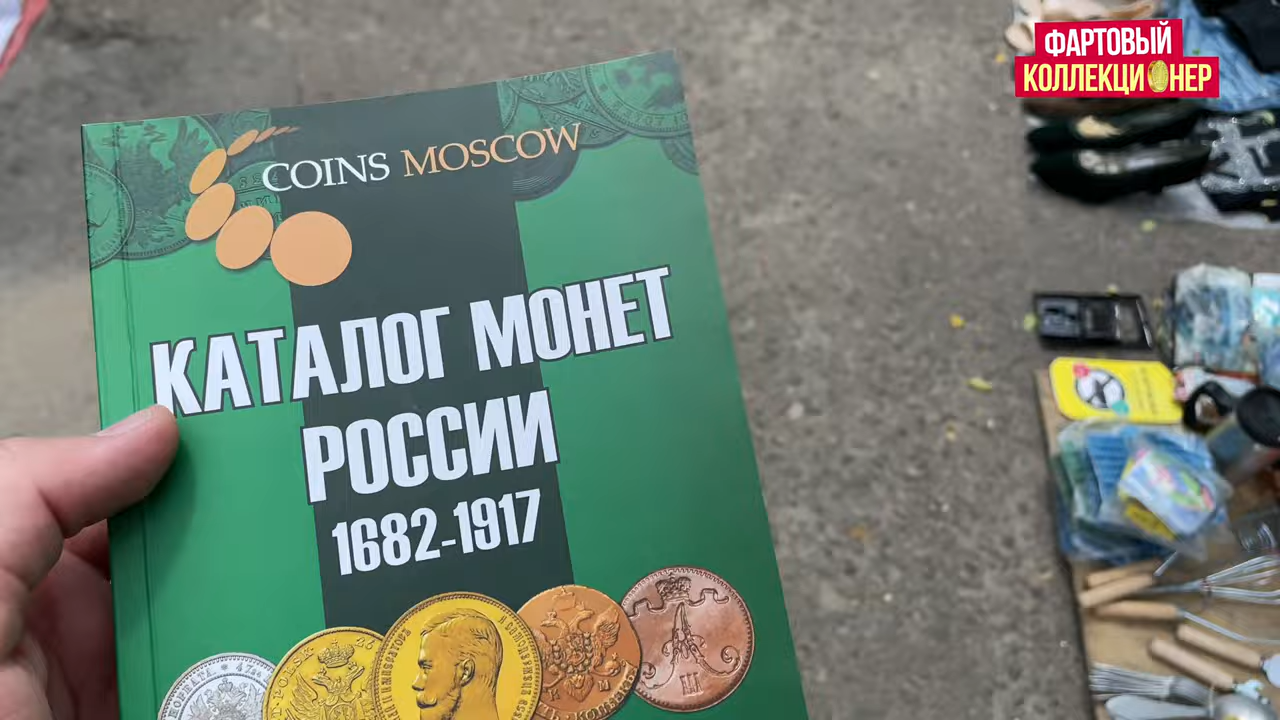 ФАРТОВЫЙ
КОЛЛЕКЦИОНЕР
COINS MOSCOW
КАТАЛОГ МОНЕТ
РОССИИ
1682-1917